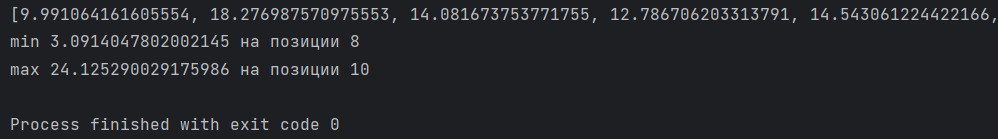 [9.991064161605554, 18.276987570975553, 14.081673753771755, 12.786706203313791, 14.543061224422166,
min 3.0914047802002145 на позиции 8
max 24.125290029175986 на позиции 10
Process finished with exit code 0